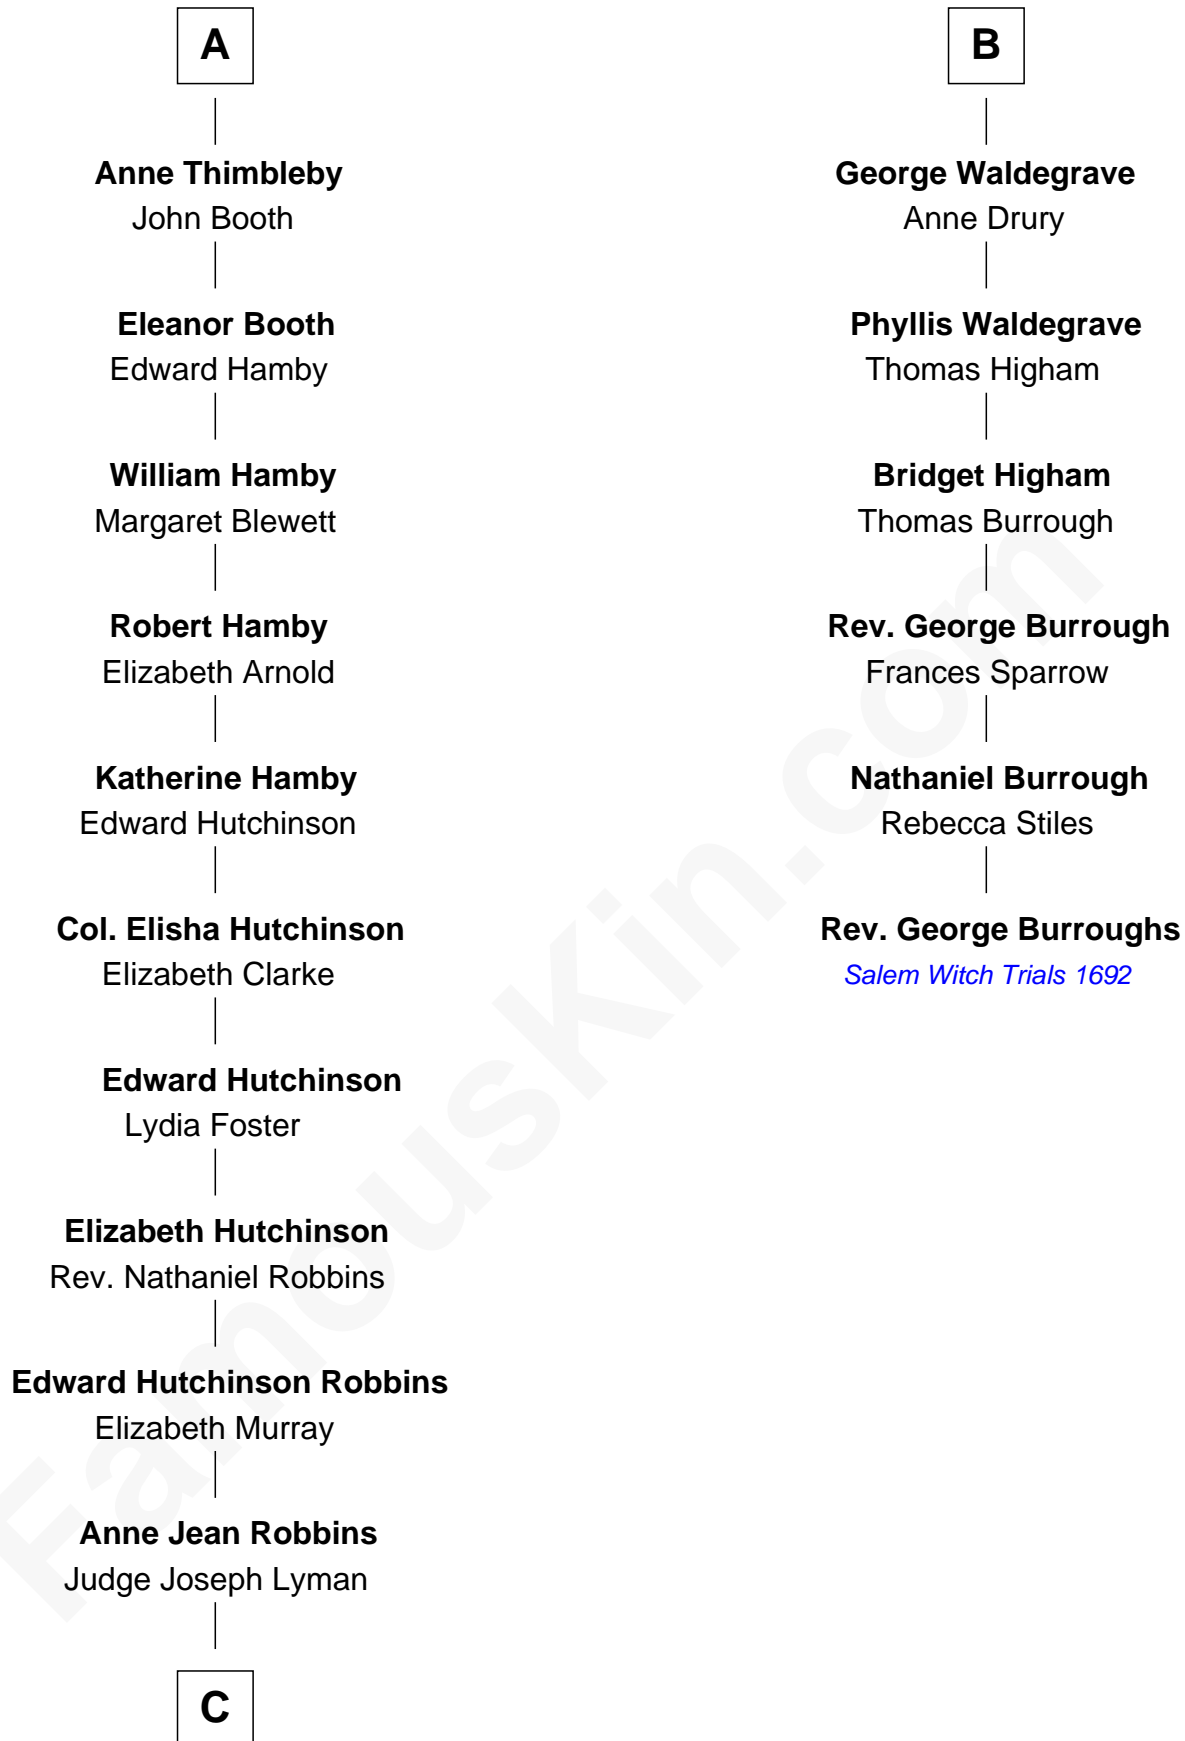 A
Anne Thimbleby
John Booth
Eleanor Booth
Edward Hamby
William Hamby
Margaret Blewett
Robert Hamby
Elizabeth Arnold
Katherine Hamby
Edward Hutchinson
Col. Elisha Hutchinson
Elizabeth Clarke
Edward Hutchinson
Lydia Foster
Elizabeth Hutchinson
Rev. Nathaniel Robbins
Edward Hutchinson Robbins
Elizabeth Murray
Anne Jean Robbins
Judge Joseph Lyman
C
B
George Waldegrave
Anne Drury
Phyllis Waldegrave
Thomas Higham
Bridget Higham
Thomas Burrough
Rev. George Burrough
Frances Sparrow
Nathaniel Burrough
Rebecca Stiles
Rev. George Burroughs
Salem Witch Trials 1692
FamousKin.com